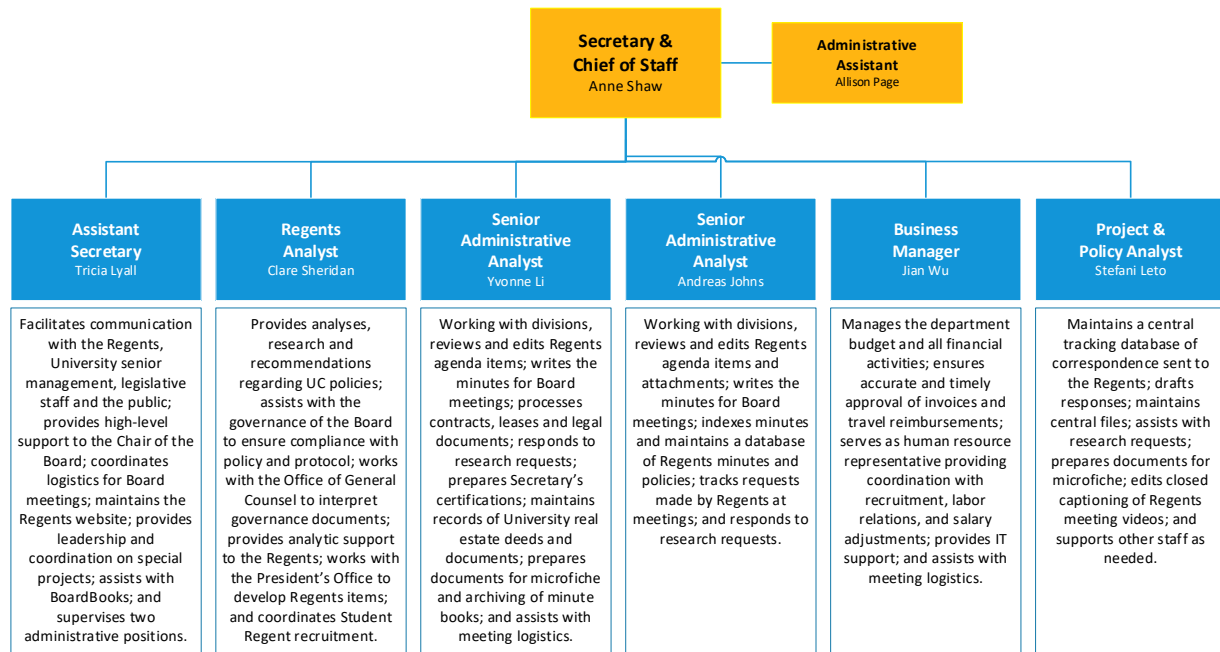 Secretary &
Chief of Staff
Anne Shaw
Administrative
Assistant
Allison Page
Assistant
Secretary
Tricia Lyall
Regents
Analyst
Clare Sheridan
Senior
Administrative
Analyst
Yvonne Li
Senior
Administrative
Analyst
Andreas Johns
Business
Manager
Jian Wu
Project &
Policy Analyst
Stefani Leto
Facilitates communication
with the Regents,
University senior
management, legislative
staff and the public;
provides high-level
support to the Chair of the
Board; coordinates
logistics for Board
meetings; maintains the
Regents website; provides
leadership and
coordination on special
projects; assists with
BoardBooks; and
supervises two
administrative positions.
Provides analyses,
research and
recommendations
regarding UC policies;
assists with the
governance of the Board
to ensure compliance with
policy and protocol; works
with the Office of General
Counsel to interpret
governance documents;
provides analytic support
to the Regents; works with
the President's Office to
develop Regents items;
and coordinates Student
Regent recruitment.
Working with divisions,
reviews and edits Regents
agenda items; writes the
minutes for Board
meetings; processes
contracts, leases and legal
documents; responds to
research requests;
prepares Secretary's
certifications; maintains
records of University real
estate deeds and
documents; prepares
documents for microfiche
and archiving of minute
books; and assists with
meeting logistics.
Working with divisions,
reviews and edits Regents
agenda items and
attachments; writes the
minutes for Board
meetings; indexes minutes
and maintains a database
of Regents minutes and
policies; tracks requests
made by Regents at
meetings; and responds to
research requests.
Manages the department
budget and all financial
activities; ensures
accurate and timely
approval of invoices and
travel reimbursements;
serves as human resource
representative providing
coordination with
recruitment, labor
relations, and salary
adjustments; provides IT
support; and assists with
meeting logistics.
Maintains a central
tracking database of
correspondence sent to
the Regents; drafts
responses; maintains
central files; assists with
research requests;
prepares documents for
microfiche; edits closed
captioning of Regents
meeting videos; and
supports other staff as
needed.